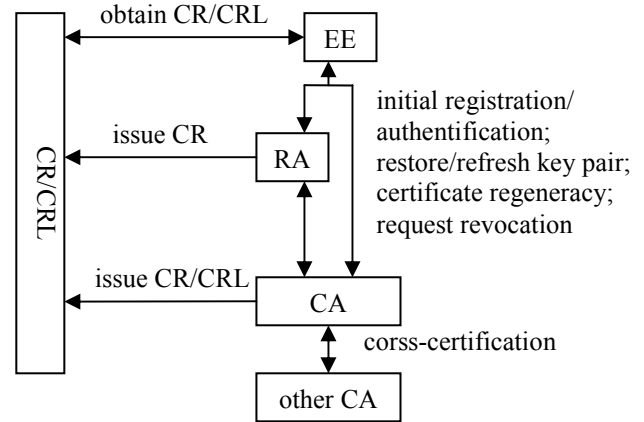 obtain CR/CRL
EE
initial registration/
authentification;
restore/refresh key pair;
certificate regeneracy;
request revocation
issue CR
RA
CR/CRL
issue CR/CRL
CA
corss-certification
other CA